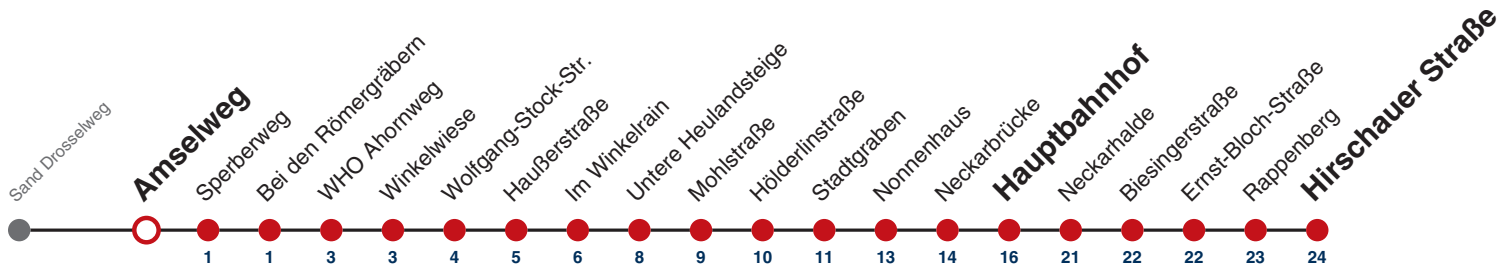 Sand Drosselweg
Amselweg
Sperberweg
Bei den Römergräbern
WHO Ahornweg
Winkelwiese
Wolfgang-Stock-Str.
Haußerstraße
Im Winkelrain
Untere Heulandsteige
Mohlstraße
Hölderlinstraße
Stadtgraben
Nonnenhaus
Neckarbrücke
Hauptbahnhof
Neckarhalde
Biesingerstraße
Ernst-Bloch-Straße
Rappenberg
Hirschauer Straße
1 1 3 3 4 5 6 8 9 10 11 13 14 16 21 22 22 23 24